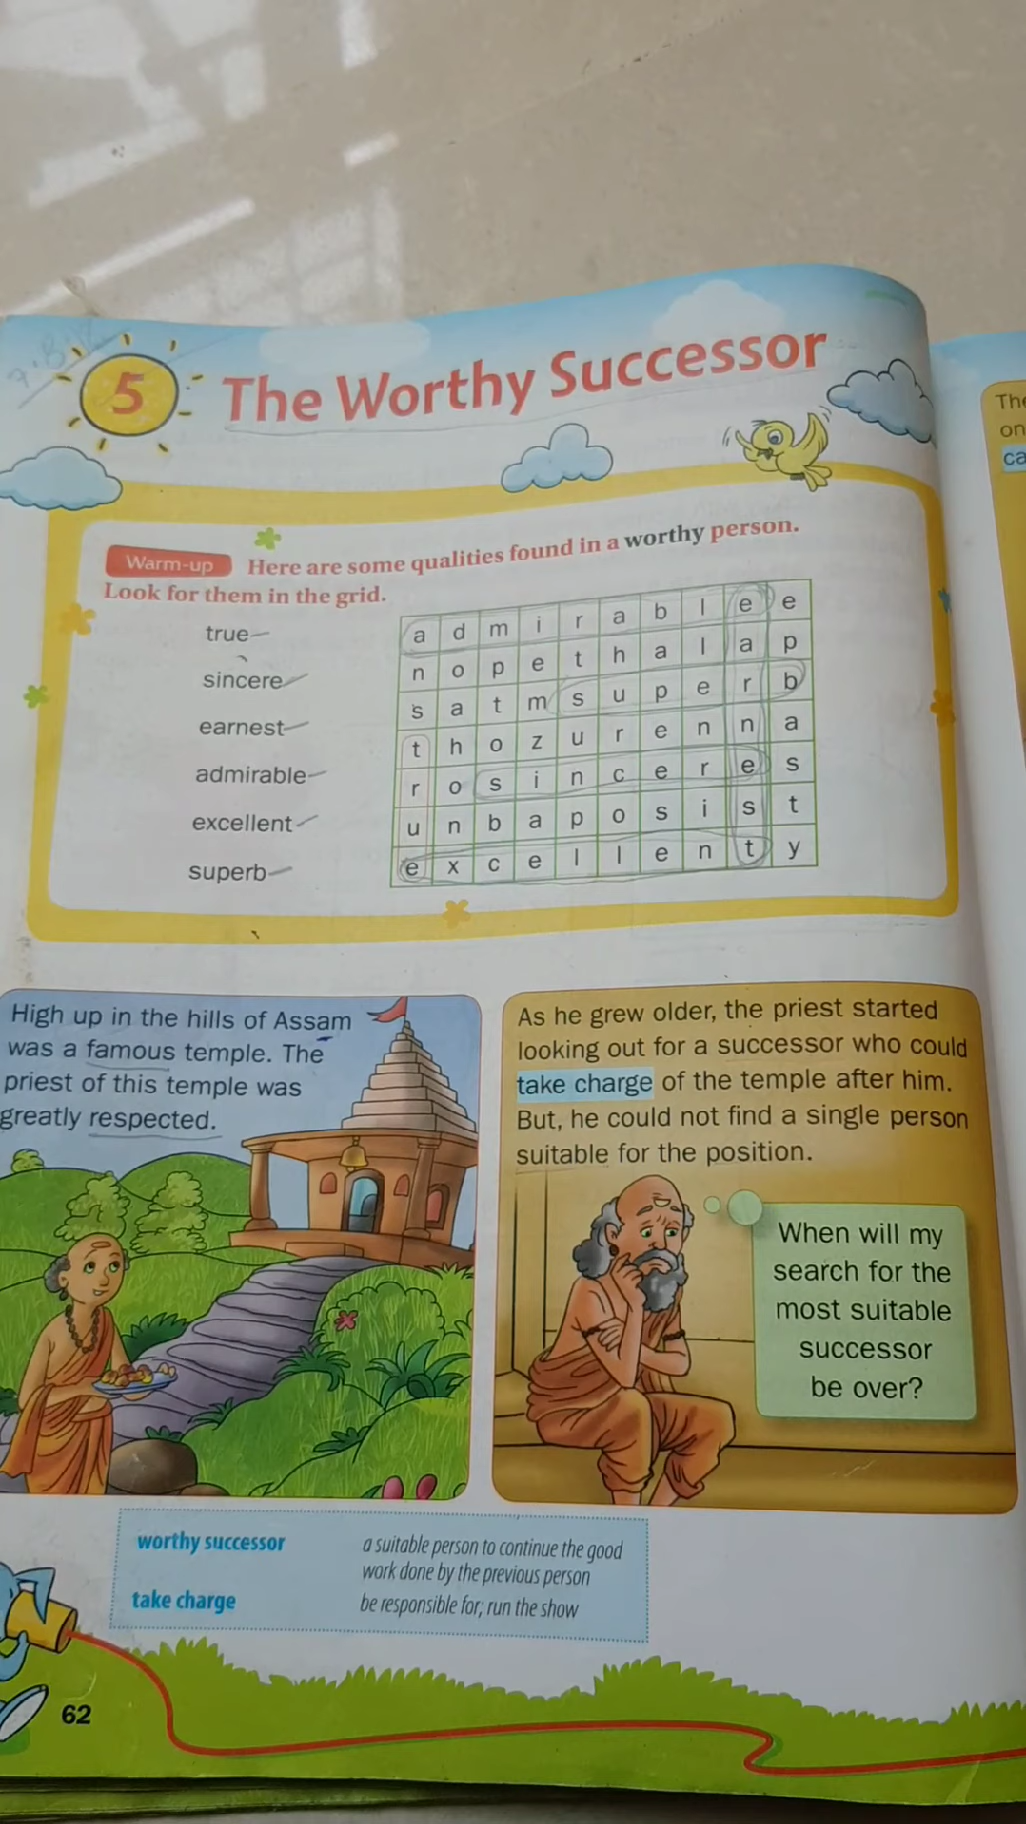 5
The Worthy Successor
Warm-up Here are some qualities found in a worthy person.
Look for them in the grid.
true
sincere
earnest
admirable
excellent
superb
a d m i r a b l e e
n o p e t h a l a p
s a t m s u p e r b
t h o z u r e n n a
r o s i n c e r e s
u n b a p o s i s t
e x c e l l e n t y
High up in the hills of Assam
was a famous temple. The
priest of this temple was
greatly respected.
As he grew older, the priest started
looking out for a successor who could
take charge of the temple after him.
But, he could not find a single person
suitable for the position.
When will my
search for the
most suitable
successor
be over?
worthy successor a suitable person to continue the good
work done by the previous person
take charge be responsible for; run the show
62